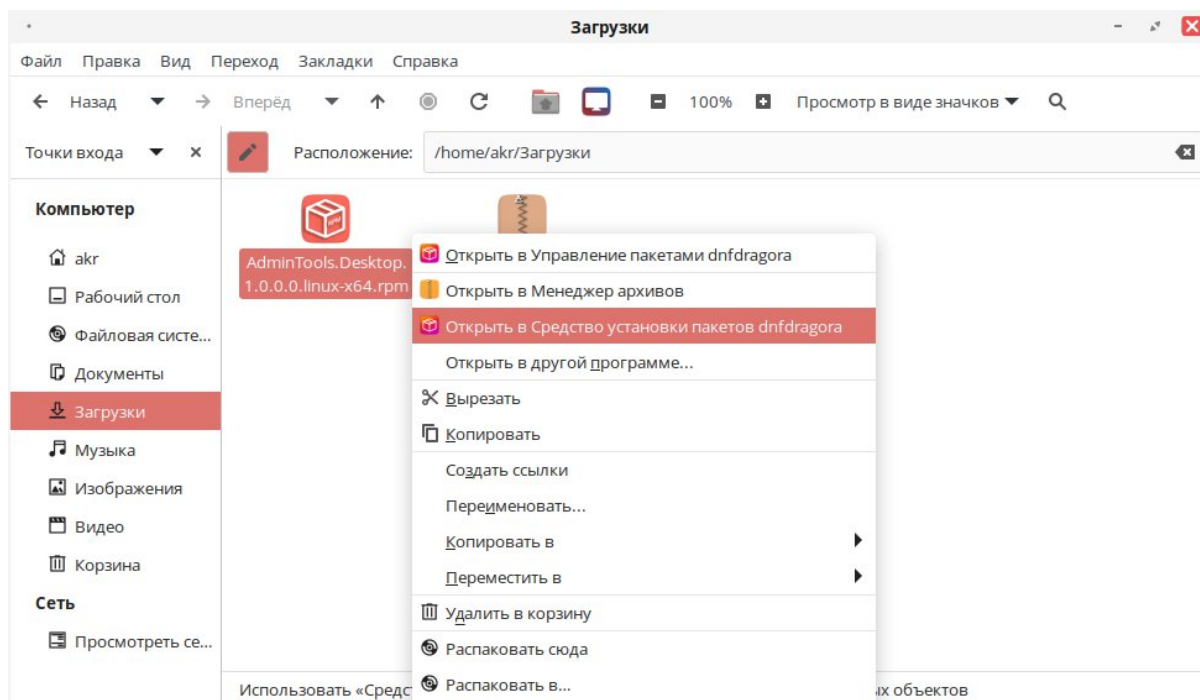 Загрузки
Файл Правка Вид Переход Закладки Справка
Назад Вперёд 100% Просмотр в виде значков
Точки входа Расположение: /home/akr/Загрузки
Компьютер
akr
Рабочий стол
Файловая систе...
Документы
Загрузки
Музыка
Изображения
Видео
Корзина
Сеть
Просмотреть се...
AdminTools.Desktop.
1.0.0.0.linux-x64.rpm
Открыть в Управление пакетами dnfdragora
Открыть в Менеджер архивов
Открыть в Средство установки пакетов dnfdragora
Открыть в другой программе...
Вырезать
Копировать
Создать ссылки
Переименовать...
Копировать в
Переместить в
Удалить в корзину
Распаковать сюда
Распаковать в...
Использовать «Средс их объектов